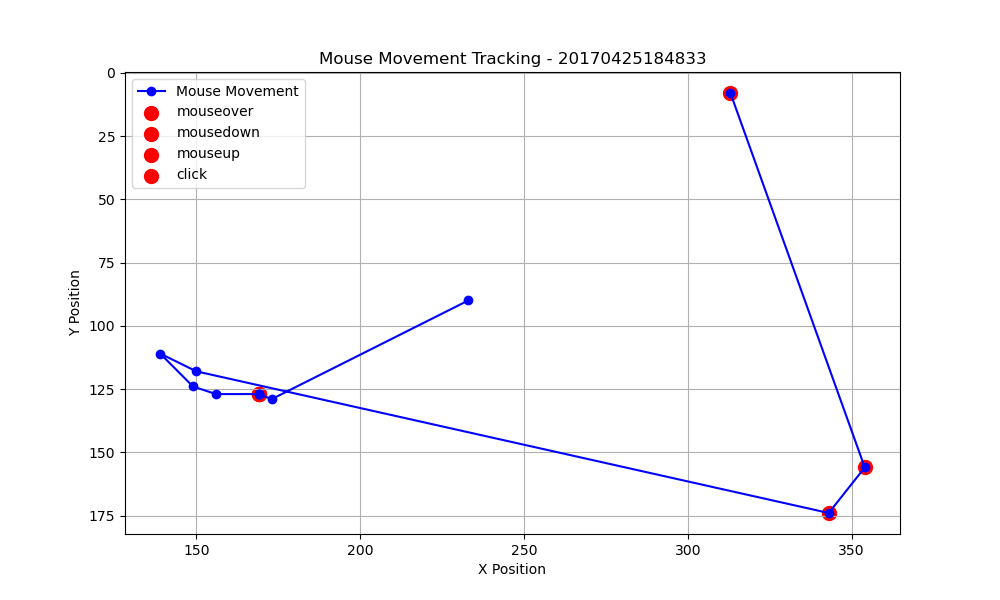 Mouse Movement Tracking - 20170425184833
Mouse Movement
mouseover
mousedown
mouseup
click
0
25
50
75
100
125
150
175
Y Position
150
200
250
300
350
X Position